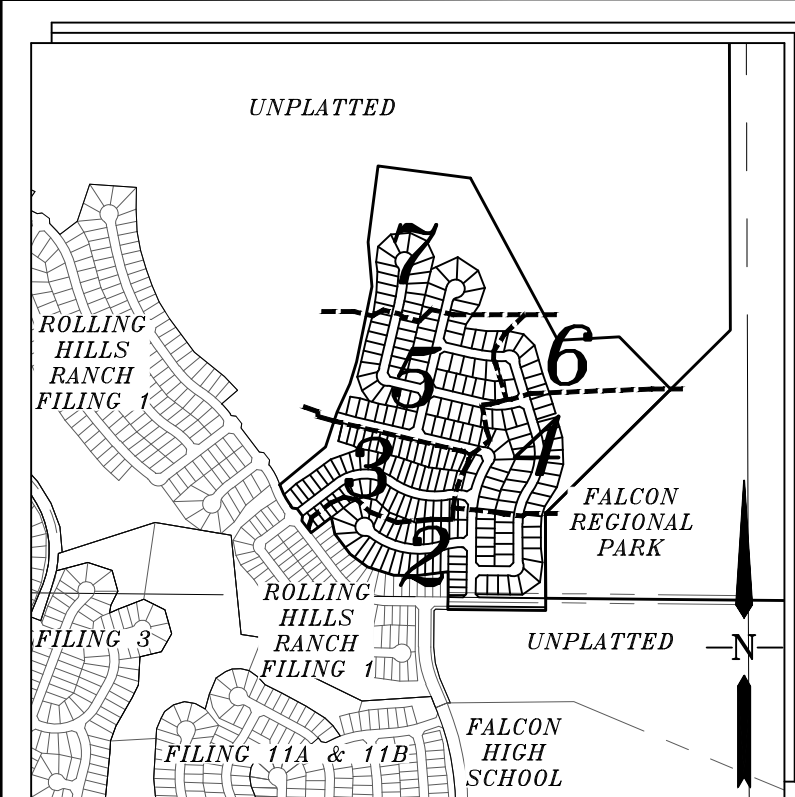 UNPLATTED
7
ROLLING
HILLS
RANCH
FILING 1
6
5
1
3
FALCON
REGIONAL
PARK
2
ROLLING
HILLS
RANCH
FILING 1
FILING 3
UNPLATTED
N
FALCON
HIGH
SCHOOL
FILING 11A & 11B